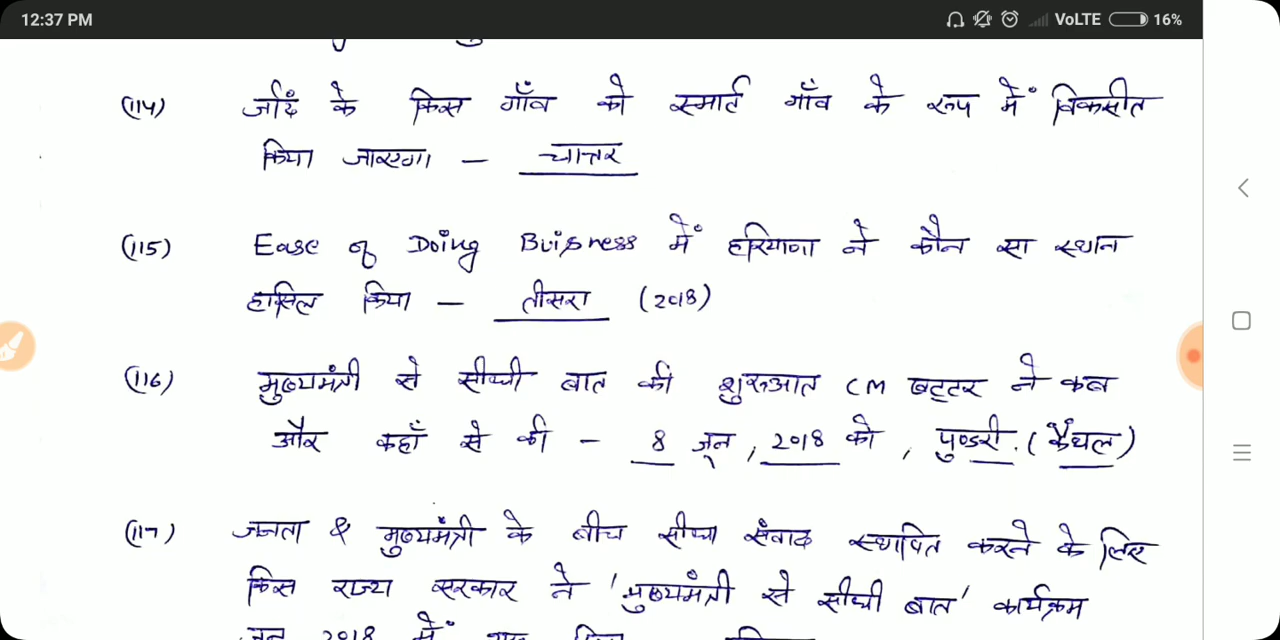 12:37 PM VoLTE 16%
(114) जींद के किस गाँव को स्मार्ट गाँव के रूप में विकसीत
किया जाएगा – चात्तर
(115) Ease of Doing Buisness में हरियाणा ने कौन सा स्थान
हासिल किया – तीसरा (2018)
(116) मुख्यमंत्री से सीधी बात की शुरुआत CM खट्टर ने कब
और कहाँ से की – 8 जून, 2018 को, पुण्डरी. (कैथल)
(117) जनता & मुख्यमंत्री के बीच सीधा संवाद स्थापित करने के लिए
किस राज्य सरकार ने 'मुख्यमंत्री से सीधी बात' कार्यक्रम
जून 2018 में